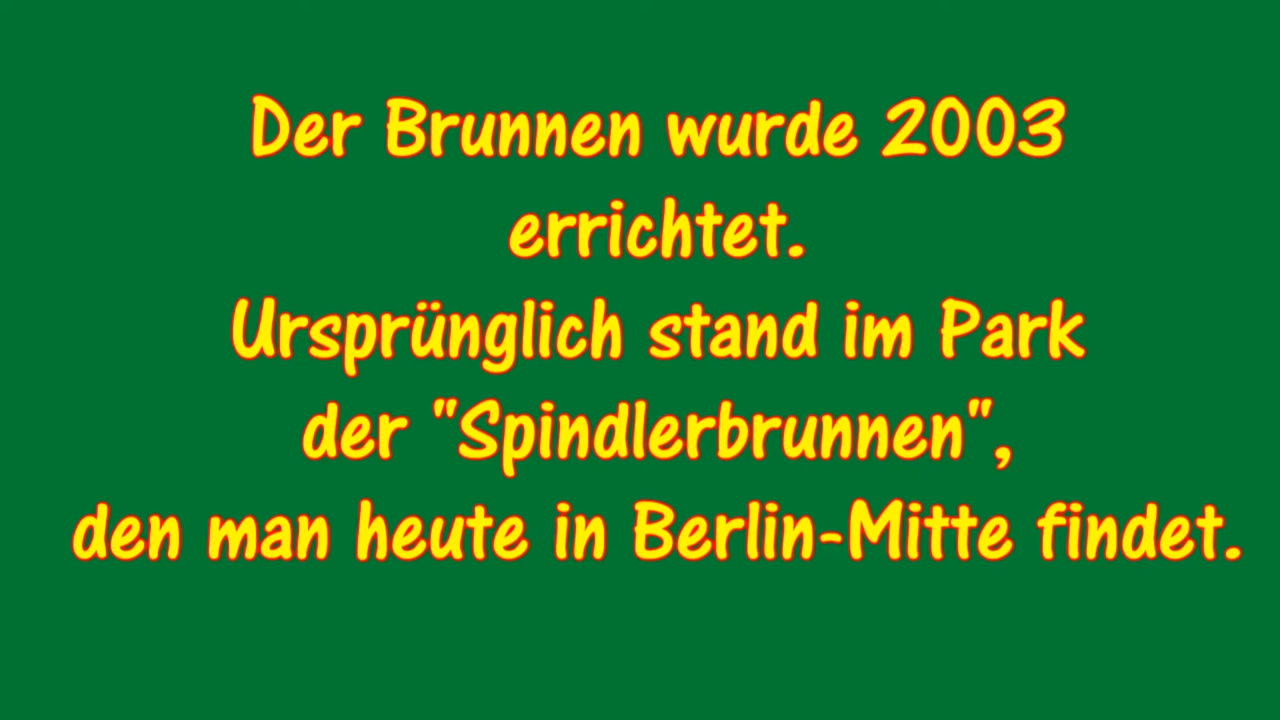 Der Brunnen wurde 2003
errichtet.
Ursprünglich stand im Park
der "Spindlerbrunnen",
den man heute in Berlin-Mitte findet.